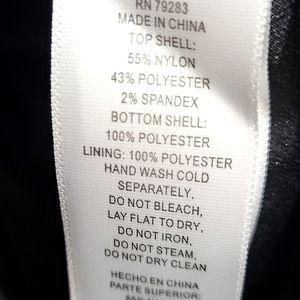 RN 79283
MADE IN CHINA
TOP SHELL:
55% NYLON
43% POLYESTER
2% SPANDEX
BOTTOM SHELL:
100% POLYESTER
LINING: 100% POLYESTER
HAND WASH COLD
SEPARATELY,
DO NOT BLEACH,
LAY FLAT TO DRY,
DO NOT IRON,
DO NOT STEAM,
DO NOT DRY CLEAN
HECHO EN CHINA
PARTE SUPERIOR: